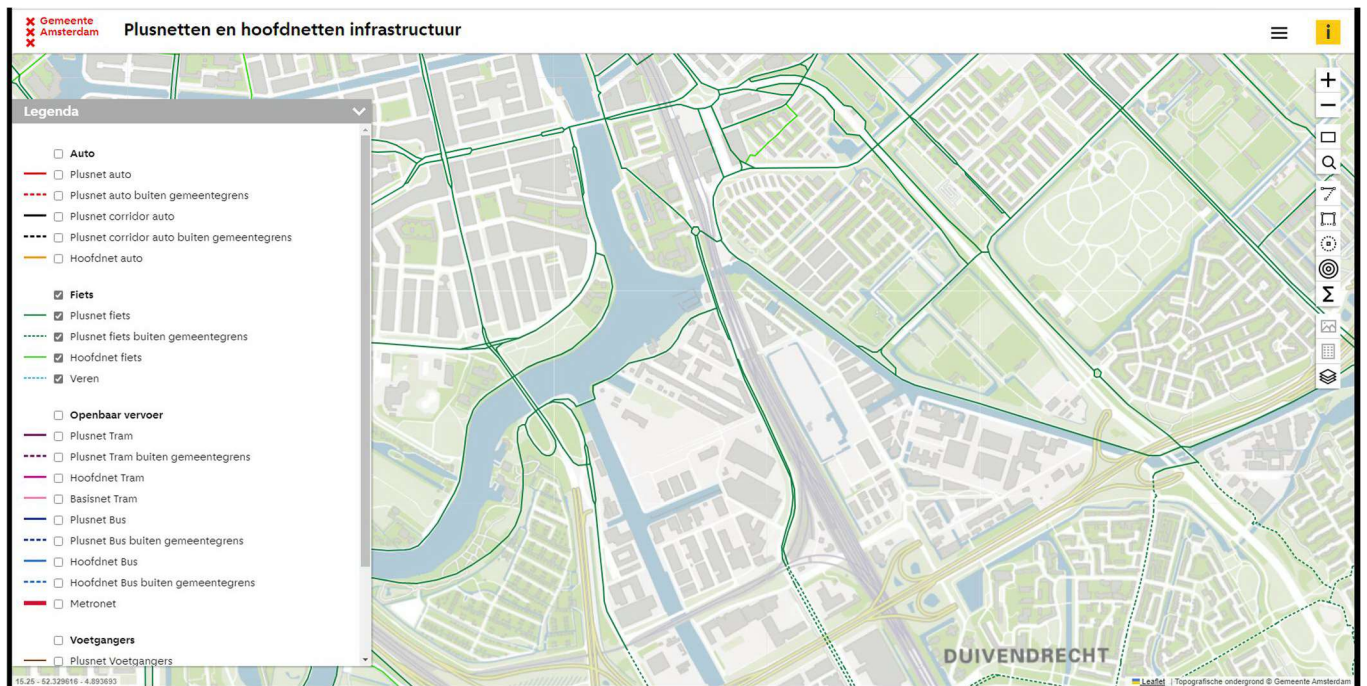 Gemeente
Amsterdam
Plusnetten en hoofdnetten infrastructuur
i
Legenda
Auto
Plusnet auto
Plusnet auto buiten gemeentegrens
Plusnet corridor auto
Plusnet corridor auto buiten gemeentegrens
Hoofdnet auto
Fiets
Plusnet fiets
Plusnet fiets buiten gemeentegrens
Hoofdnet fiets
Veren
Openbaar vervoer
Plusnet Tram
Plusnet Tram buiten gemeentegrens
Hoofdnet Tram
Basisnet Tram
Plusnet Bus
Plusnet Bus buiten gemeentegrens
Hoofdnet Bus
Hoofdnet Bus buiten gemeentegrens
Metronet
Voetgangers
Plusnet Voetgangers
DUIVENDRECHT
15.25 - 52.329616 - 4.893693
Leaflet | Topografische ondergrond © Gemeente Amsterdam